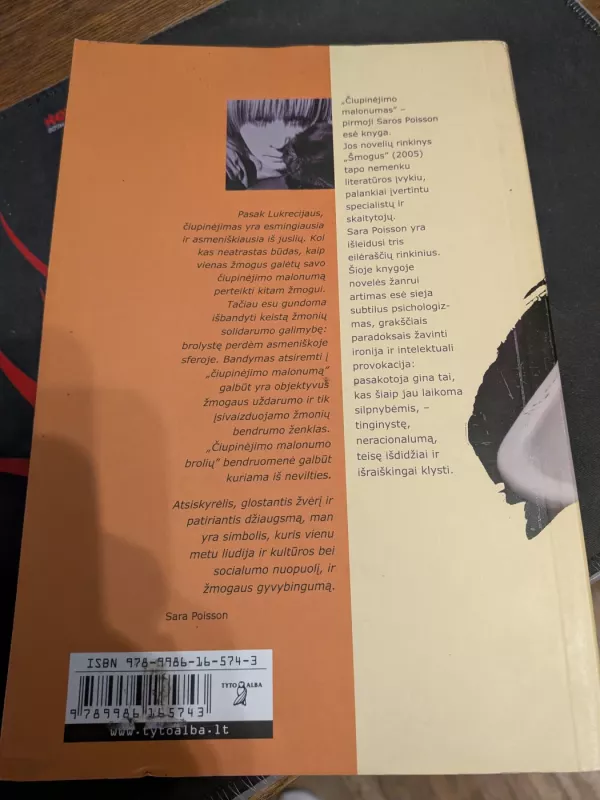 Pasak Lukrecijaus,
čiupinėjimas yra esmingiausia
ir asmeniškiausia iš juslių. Kol
kas neatrastas būdas, kaip
vienas žmogus galėtų savo
čiupinėjimo malonumą
perteikti kitam žmogui.
Tačiau esu gundoma
išbandyti keistą žmonių
solidarumo galimybę:
brolystę perdėm asmeniškoje
sferoje. Bandymas atsiremti į
„čiupinėjimo malonumą”
galbūt yra objektyvus
žmogaus uždarumo ir tik
įsivaizduojamo žmonių
bendrumo ženklas.
„Čiupinėjimo malonumo
brolių” bendruomenė galbūt
kuriama iš nevilties.
Atsiskyrėlis, glostantis žvėrį ir
patiriantis džiaugsmą, man
yra simbolis, kuris vienu
metu liudija ir kultūros bei
socialumo nuopuolį, ir
žmogaus gyvybingumą.
Sara Poisson
„Čiupinėjimo
malonumas” –
pirmoji Saros Poisson
esė knyga.
Jos novelių rinkinys
„Šmogus” (2005)
tapo nemenku
literatūros įvykiu,
palankiai įvertintu
specialistų ir
skaitytojų.
Sara Poisson yra
išleidusi tris
eilėraščių rinkinius.
Šioje knygoje
novelės žanrui
artimas esė sieja
subtilus psichologiz-
mas, grakščiais
paradoksais žavinti
ironija ir intelektuali
provokacija:
pasakotoja gina tai,
kas šiaip jau laikoma
silpnybėmis, –
tinginystę,
neracionalumą,
teisę išdidžiai ir
išraiškingai klysti.
ISBN 978-9986-16-574-3
9 789986 165743
TYTO ALBA
www.tytoalba.lt